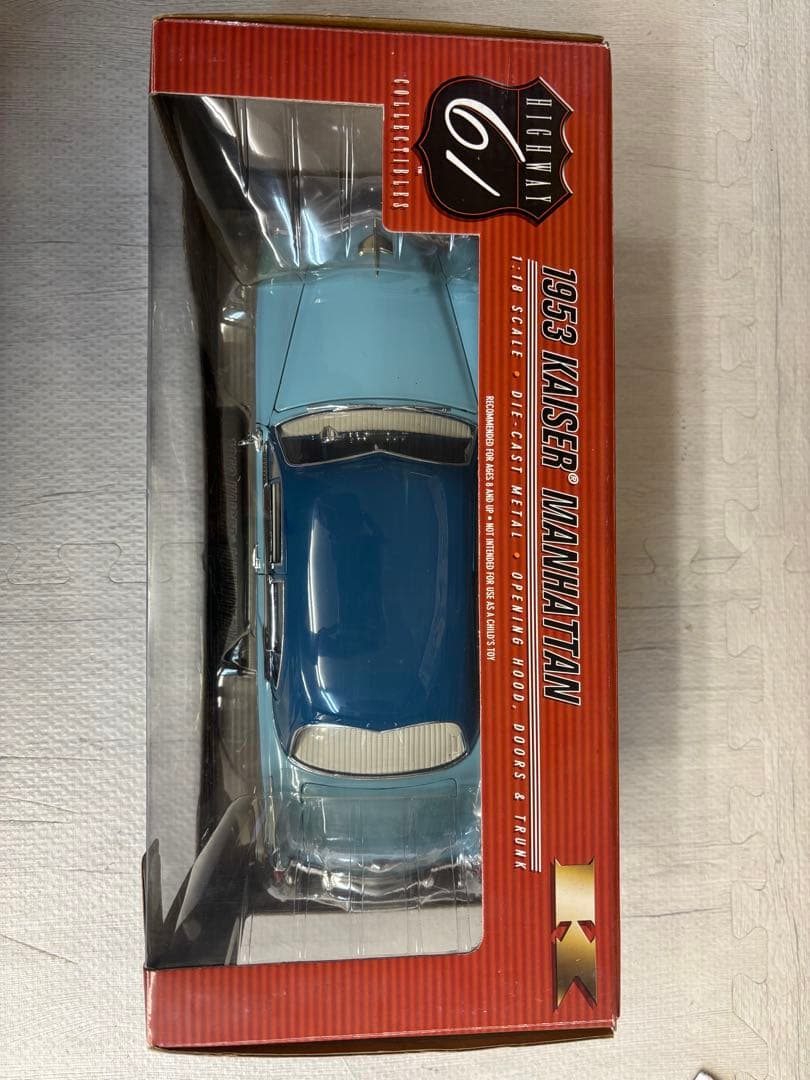 HIGHWAY
61
COLLECTIBLES™
1953 KAISER® MANHATTAN
1:18 SCALE • DIE-CAST METAL • OPENING HOOD, DOORS & TRUNK
RECOMMENDED FOR AGES 8 AND UP • NOT INTENDED FOR USE AS A CHILD'S TOY
K